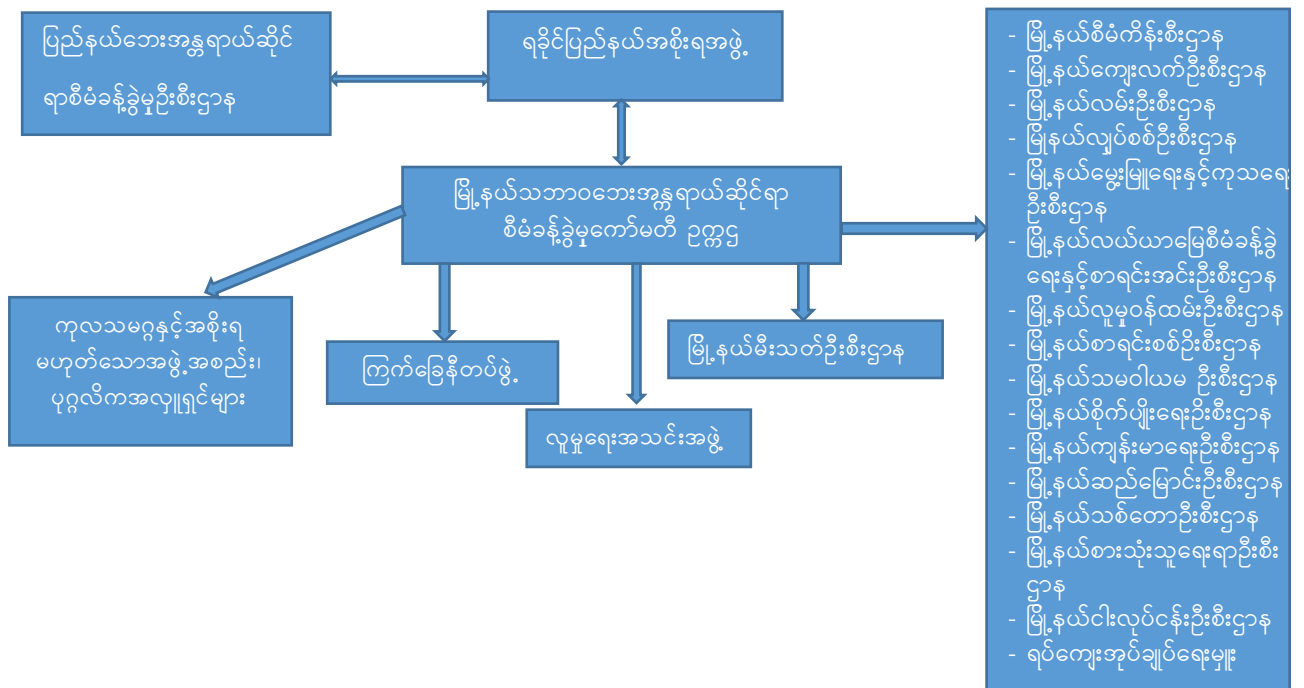 ပြည်နယ်ဘေးအန္တရာယ်ဆိုင်
ရာစီမံခန့်ခွဲမှုဦးစီးဌာန
ရခိုင်ပြည်နယ်အစိုးရအဖွဲ့
မြို့နယ်သဘာဝဘေးအန္ကရာယ်ဆိုင်ရာ
စီမံခန့်ခွဲမှုကော်မတီ ဥက္ကဌ
ကုလသမဂ္ဂနှင့်အစိုးရ
မဟုတ်သောအဖွဲ့အစည်း၊
ပုဂ္ဂလိကအလှူရှင်များ
ကြက်ခြေနီတပ်ဖွဲ့
လူမှုရေးအသင်းအဖွဲ့
မြို့နယ်မီးသတ်ဦးစီးဌာန
- မြို့နယ်စီမံကိန်းစီးဌာန
- မြို့နယ်ကျေးလက်ဦးစီးဌာန
- မြို့နယ်လမ်းဦးစီးဌာန
- မြိုနယ်လျှပ်စစ်ဦးစီးဌာန
- မြို့နယ်မွေးမြူရေးနှင့်ကုသရေး
ဦးစီးဌာန
- မြို့နယ်လယ်ယာမြေစီမံခန့်ခွဲ
ရေးနှင့်စာရင်းအင်းဦးစီးဌာန
- မြို့နယ်လူမှုဝန်ထမ်းဦးစီးဌာန
- မြို့နယ်စာရင်းစစ်ဦးစီးဌာန
- မြို့နယ်သမဝါယမ ဦးစီးဌာန
- မြို့နယ်စိုက်ပျိုးရေးဦးစီးဌာန
- မြို့နယ်ကျန်းမာရေးဦးစီးဌာန
- မြို့နယ်ဆည်မြောင်းဦးစီးဌာန
- မြို့နယ်သစ်တောဦးစီးဌာန
- မြို့နယ်စားသုံးသူရေးရာဦးစီး
ဌာန
- မြို့နယ်ငါးလုပ်ငန်းဦးစီးဌာန
- ရပ်ကျေးအုပ်ချုပ်ရေးမှူး